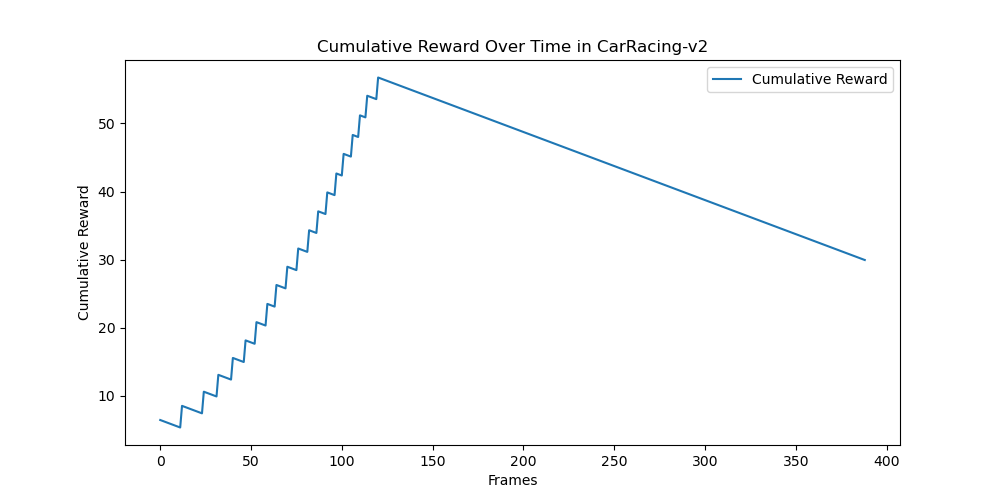 Cumulative Reward Over Time in CarRacing-v2
Cumulative Reward
50
40
30
20
10
Cumulative Reward
0 50 100 150 200 250 300 350 400
Frames